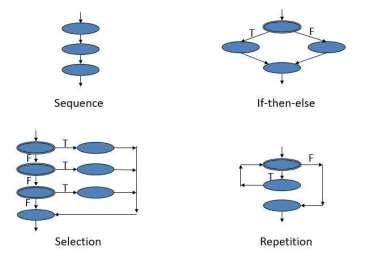 T
F
Sequence
If-then-else
T
F
T
F
T
F
F
T
Selection
Repetition